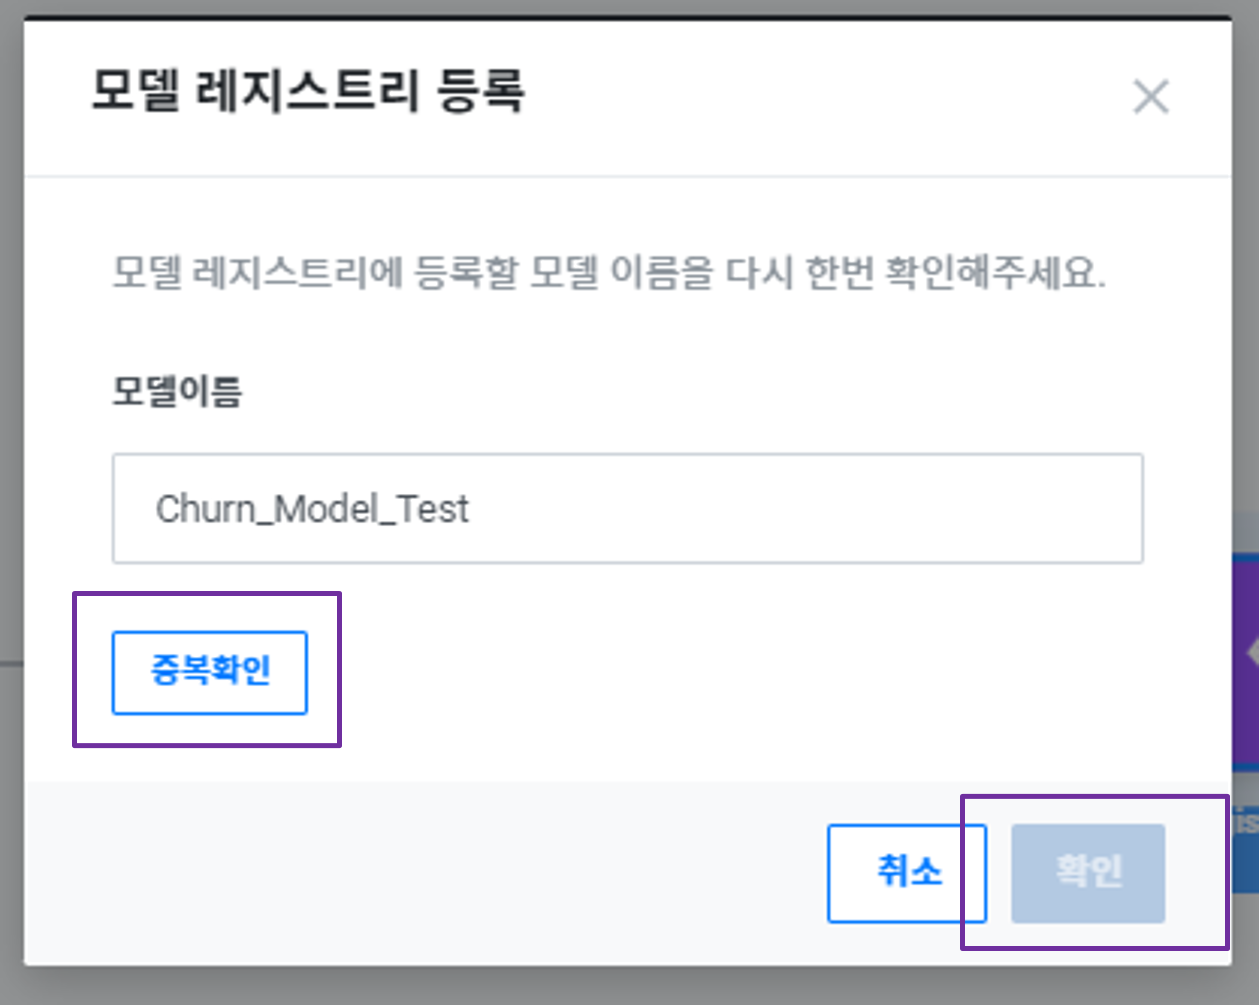 모델 레지스트리 등록
모델 레지스트리에 등록할 모델 이름을 다시 한번 확인해주세요.
모델이름
Churn_Model_Test
중복확인
취소
확인